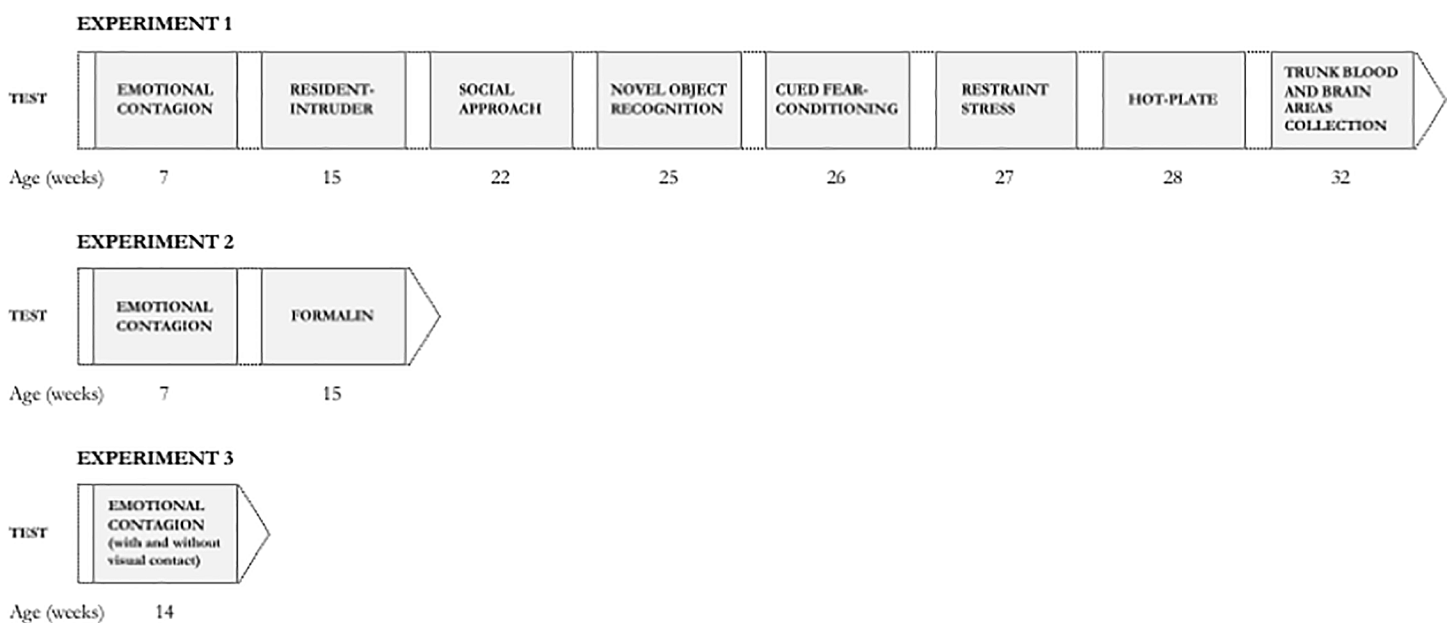 EXPERIMENT 1
TEST
EMOTIONAL
CONTAGION
RESIDENT-
INTRUDER
SOCIAL
APPROACH
NOVEL OBJECT
RECOGNITION
CUED FEAR-
CONDITIONING
RESTRAINT
STRESS
HOT-PLATE
TRUNK BLOOD
AND BRAIN
AREAS
COLLECTION
Age (weeks) 7 15 22 25 26 27 28 32
EXPERIMENT 2
TEST
EMOTIONAL
CONTAGION
FORMALIN
Age (weeks) 7 15
EXPERIMENT 3
TEST
EMOTIONAL
CONTAGION
(with and without
visual contact)
Age (weeks) 14